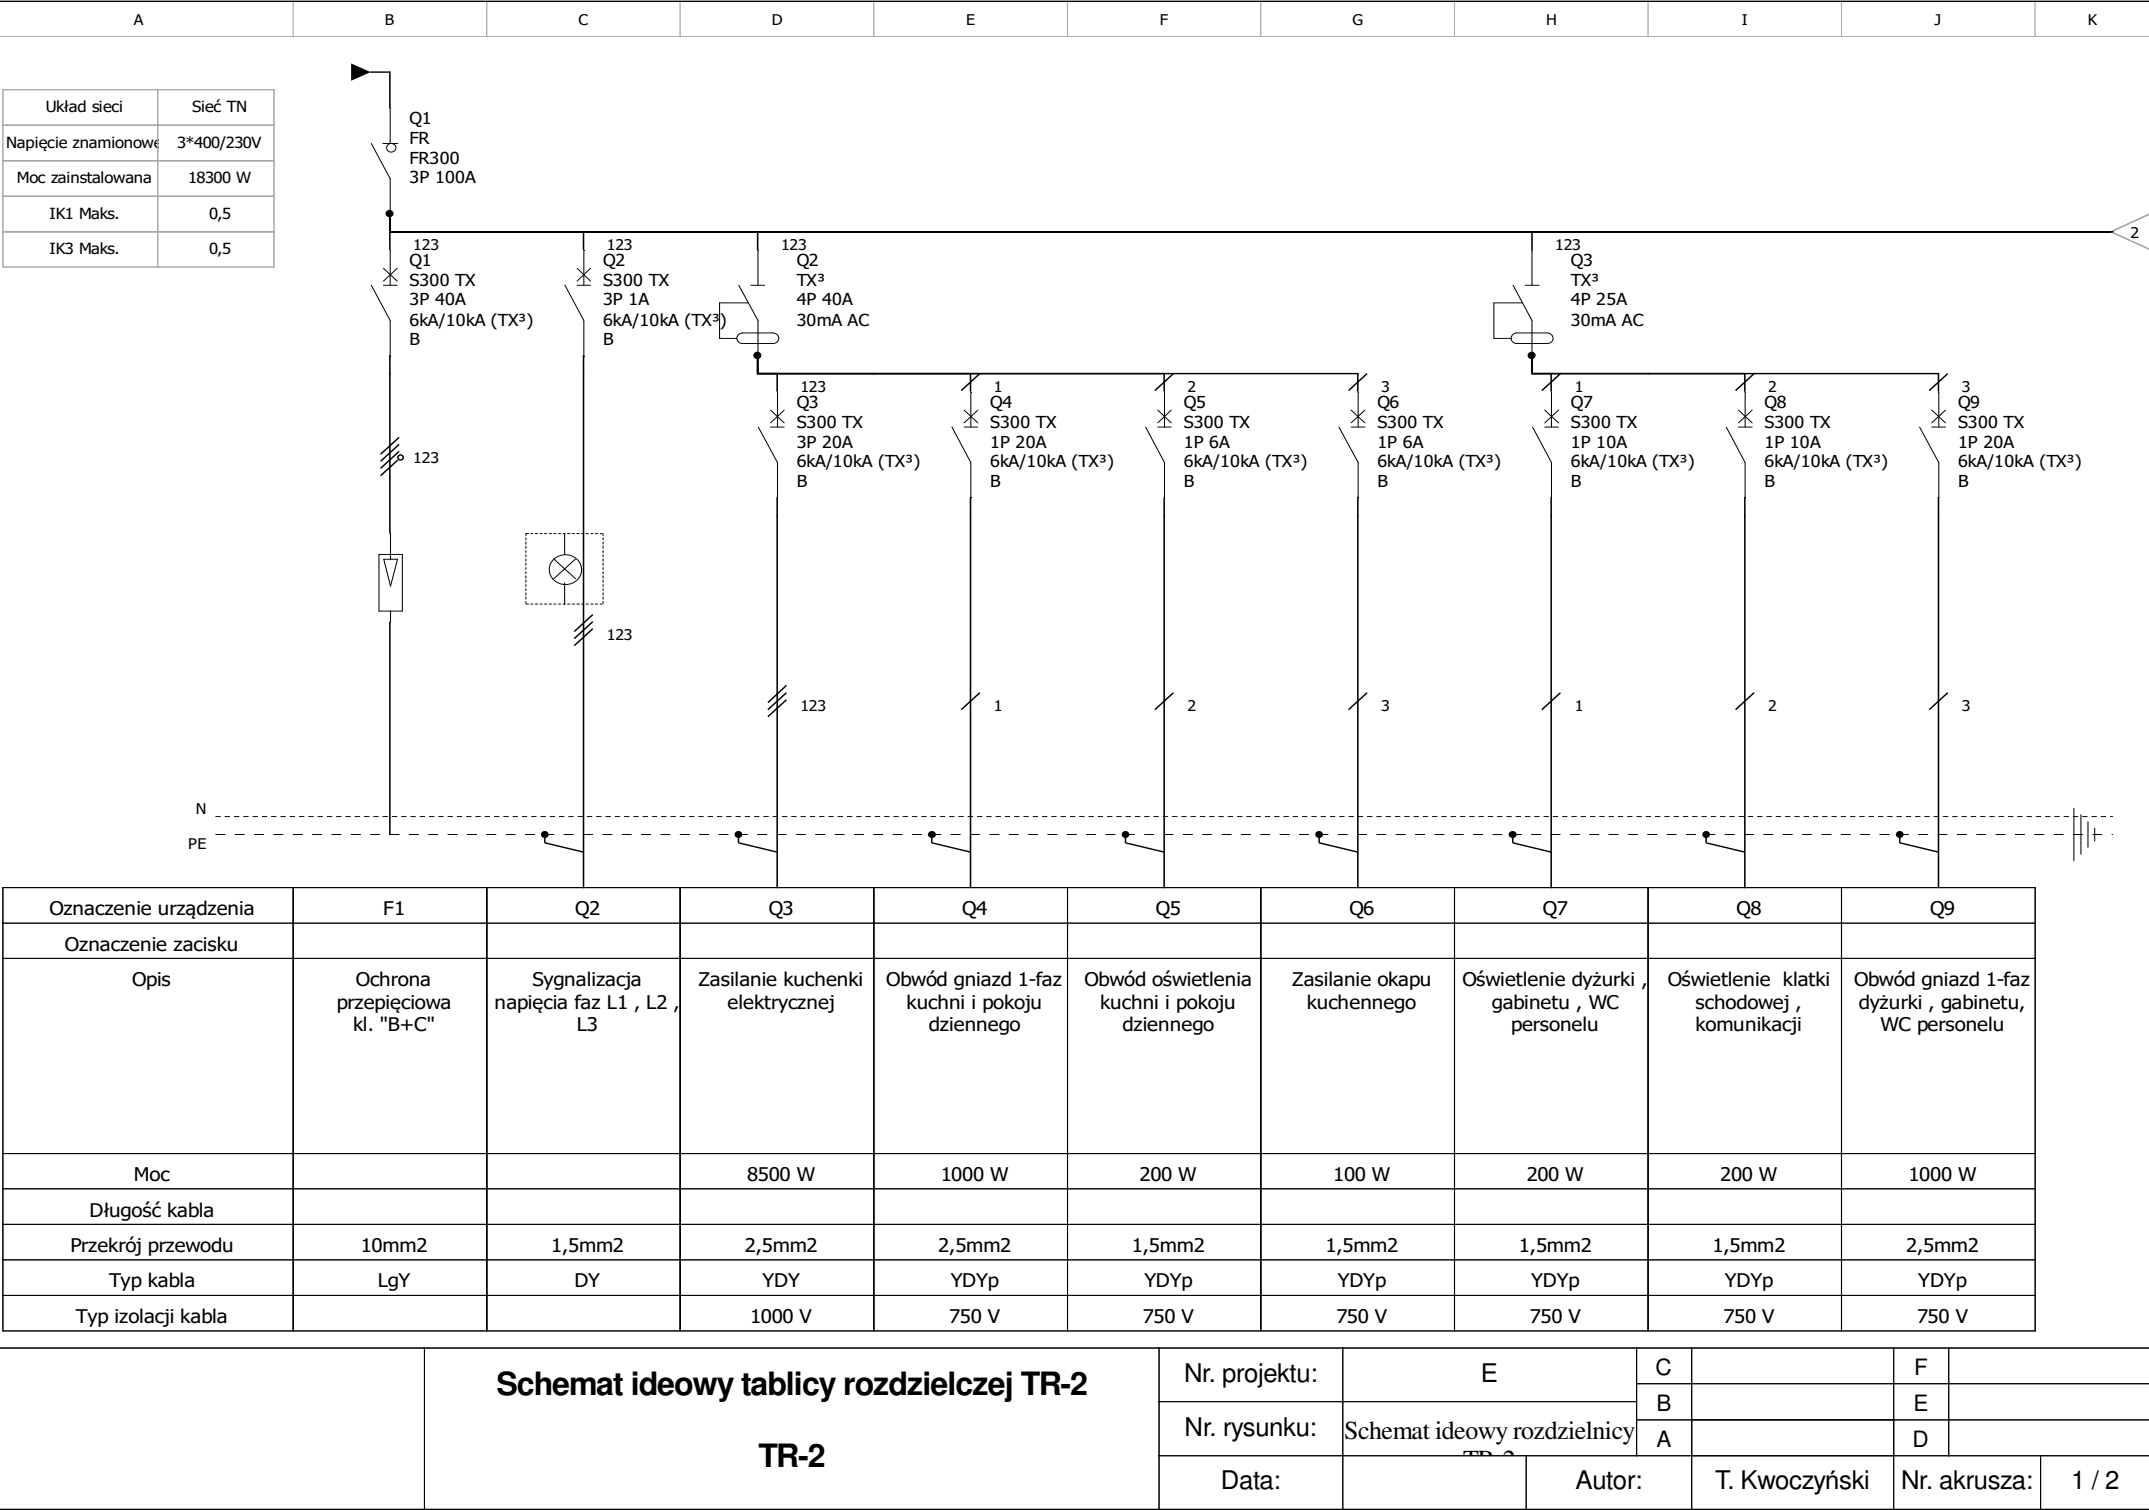 A B C D E F G H I J K
Układ sieci Sieć TN
Napięcie znamionowe 3*400/230V
Moc zainstalowana 18300 W
IK1 Maks. 0,5
IK3 Maks. 0,5
Q1
FR
FR300
3P 100A
2
123
Q1
S300 TX
3P 40A
6kA/10kA (TX³)
B
123
Q2
S300 TX
3P 1A
6kA/10kA (TX³)
B
123
Q2
TX³
4P 40A
30mA AC
123
Q3
TX³
4P 25A
30mA AC
123
Q3
S300 TX
3P 20A
6kA/10kA (TX³)
B
1
Q4
S300 TX
1P 20A
6kA/10kA (TX³)
B
2
Q5
S300 TX
1P 6A
6kA/10kA (TX³)
B
3
Q6
S300 TX
1P 6A
6kA/10kA (TX³)
B
1
Q7
S300 TX
1P 10A
6kA/10kA (TX³)
B
2
Q8
S300 TX
1P 10A
6kA/10kA (TX³)
B
3
Q9
S300 TX
1P 20A
6kA/10kA (TX³)
B
123
123
123 1 2 3 1 2 3
N
PE
Oznaczenie urządzenia F1 Q2 Q3 Q4 Q5 Q6 Q7 Q8 Q9
Oznaczenie zacisku
Opis
Ochrona
przepięciowa
kl. "B+C"
Sygnalizacja
napięcia faz L1 , L2 ,
L3
Zasilanie kuchenki
elektrycznej
Obwód gniazd 1-faz
kuchni i pokoju
dziennego
Obwód oświetlenia
kuchni i pokoju
dziennego
Zasilanie okapu
kuchennego
Oświetlenie dyżurki ,
gabinetu , WC
personelu
Oświetlenie klatki
schodowej ,
komunikacji
Obwód gniazd 1-faz
dyżurki , gabinetu,
WC personelu
Moc 8500 W 1000 W 200 W 100 W 200 W 200 W 1000 W
Długość kabla
Przekrój przewodu 10mm2 1,5mm2 2,5mm2 2,5mm2 1,5mm2 1,5mm2 1,5mm2 1,5mm2 2,5mm2
Typ kabla LgY DY YDY YDYp YDYp YDYp YDYp YDYp YDYp
Typ izolacji kabla 1000 V 750 V 750 V 750 V 750 V 750 V 750 V
Schemat ideowy tablicy rozdzielczej TR-2
TR-2
Nr. projektu: E
Nr. rysunku: Schemat ideowy rozdzielnicy
TR-2
C F
B E
A D
Data: Autor: T. Kwoczyński Nr. akrusza: 1 / 2